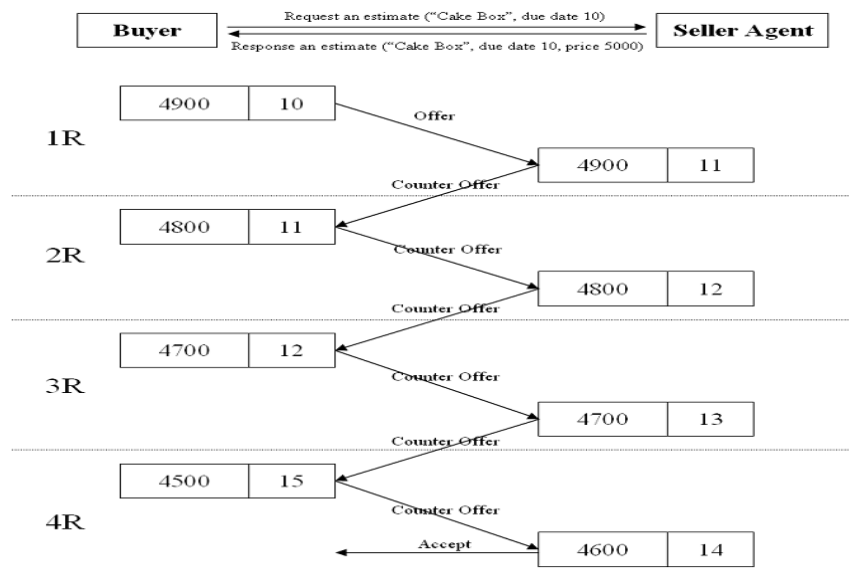 Request an estimate (“Cake Box”, due date 10)
Buyer
Seller Agent
Response an estimate (“Cake Box”, due date 10, price 5000)
4900 10
Offer
1R
4900 11
Counter Offer
4800 11
2R
Counter Offer
4800 12
Counter Offer
4700 12
Counter Offer
3R
4700 13
Counter Offer
4500 15
Counter Offer
4R
Accept
4600 14